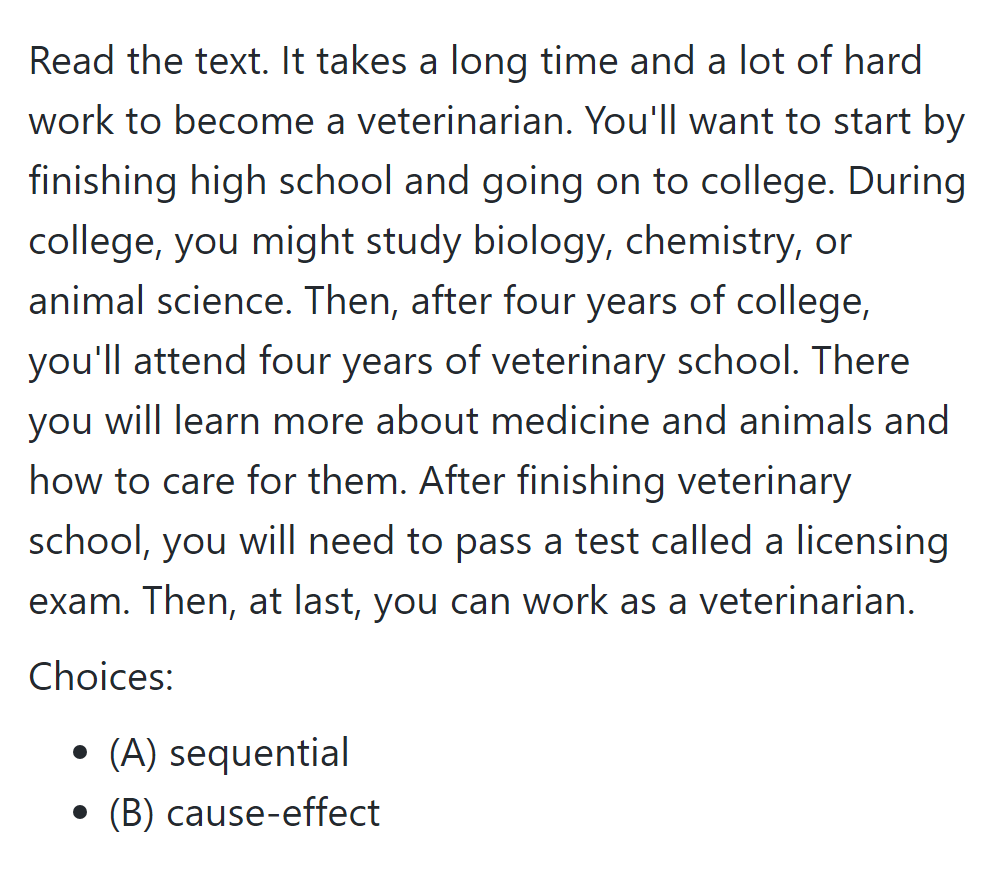 Read the text. It takes a long time and a lot of hard
work to become a veterinarian. You'll want to start by
finishing high school and going on to college. During
college, you might study biology, chemistry, or
animal science. Then, after four years of college,
you'll attend four years of veterinary school. There
you will learn more about medicine and animals and
how to care for them. After finishing veterinary
school, you will need to pass a test called a licensing
exam. Then, at last, you can work as a veterinarian.
Choices:
• (A) sequential
• (B) cause-effect